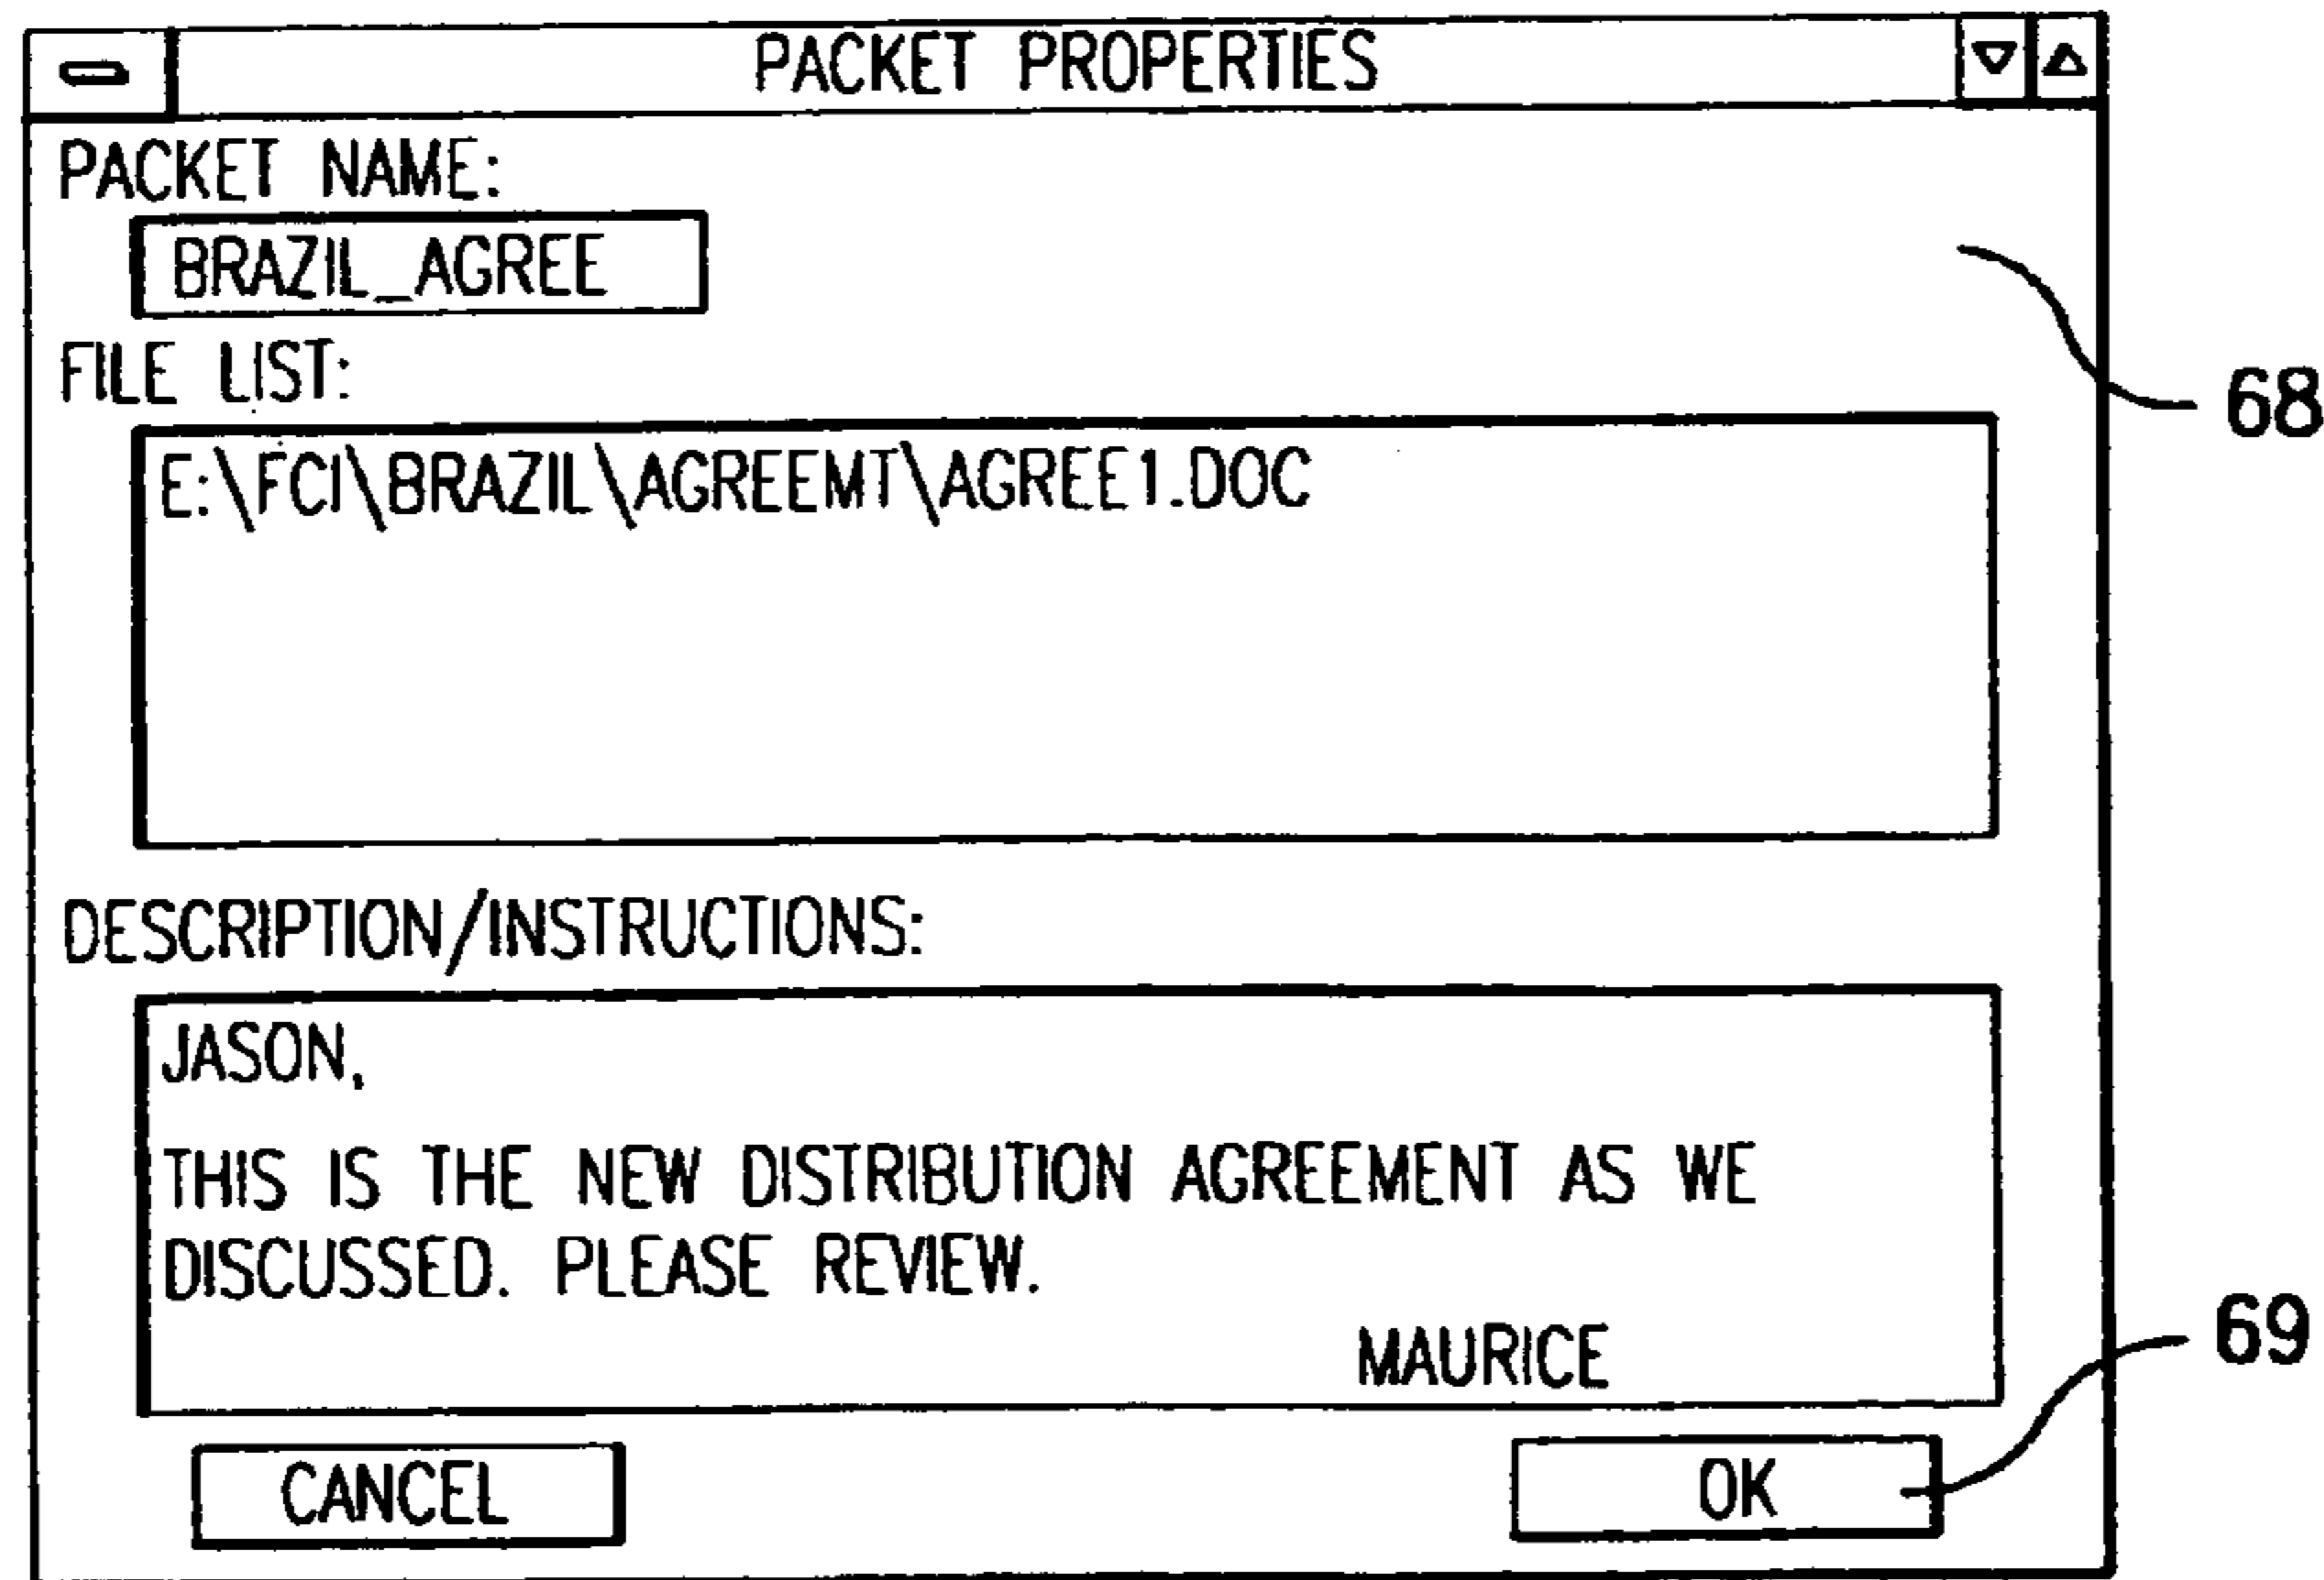 PACKET PROPERTIES
PACKET NAME:
BRAZIL_AGREE
FILE LIST:
68
E:\FCI\BRAZIL\AGREEMT\AGREE1.DOC
DESCRIPTION/INSTRUCTIONS:
JASON,
THIS IS THE NEW DISTRIBUTION AGREEMENT AS WE
DISCUSSED. PLEASE REVIEW.
MAURICE
69
CANCEL
OK